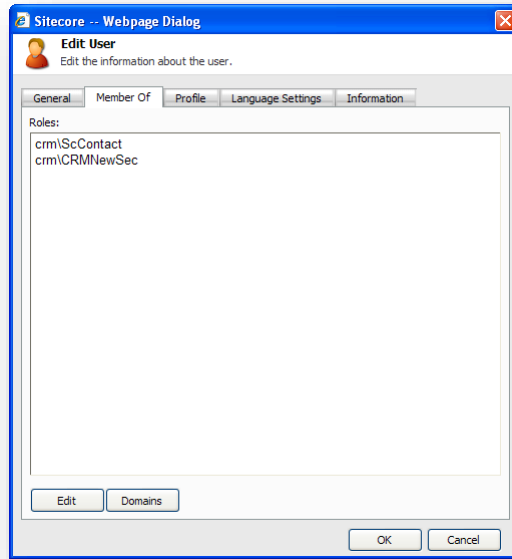 Sitecore -- Webpage Dialog
Edit User
Edit the information about the user.
General Member Of Profile Language Settings Information
Roles:
crm\ScContact
crm\CRMNewSec
Edit Domains
OK Cancel